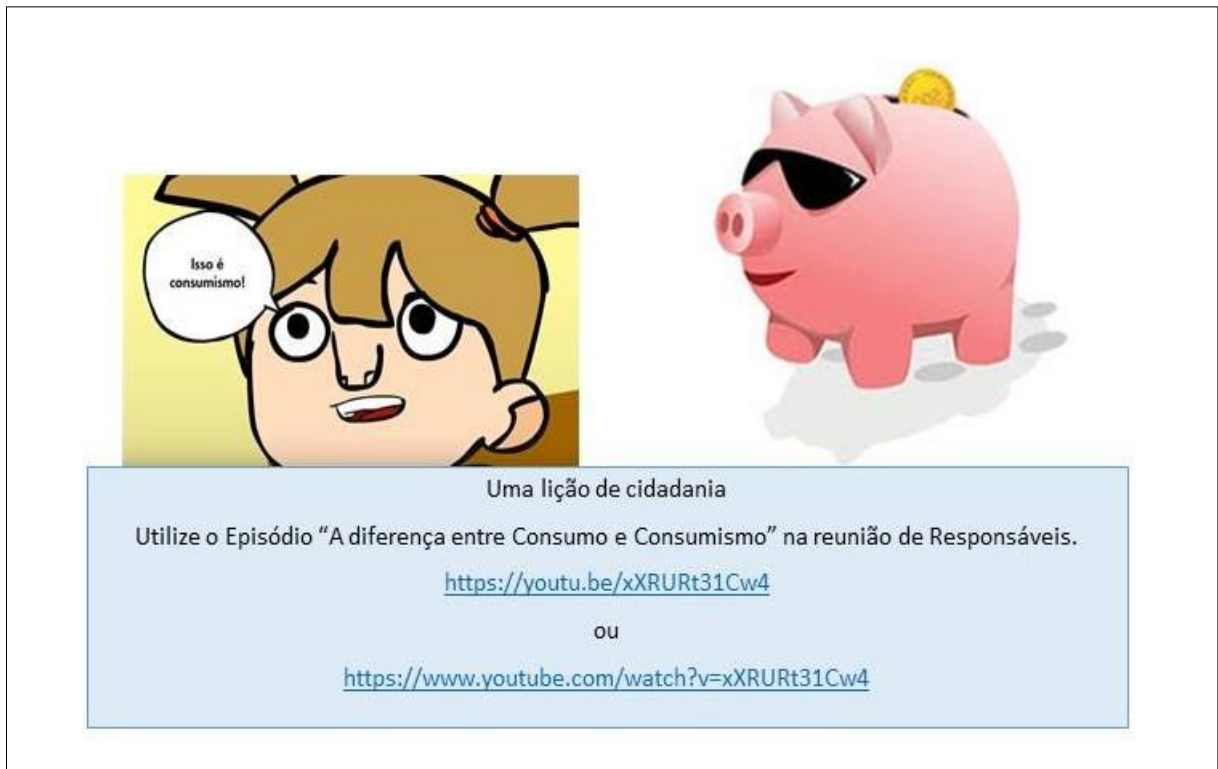 Isso é
consumismo!
Uma lição de cidadania
Utilize o Episódio “A diferença entre Consumo e Consumismo” na reunião de Responsáveis.
https://youtu.be/xXRURt31Cw4
ou
https://www.youtube.com/watch?v=xXRURt31Cw4